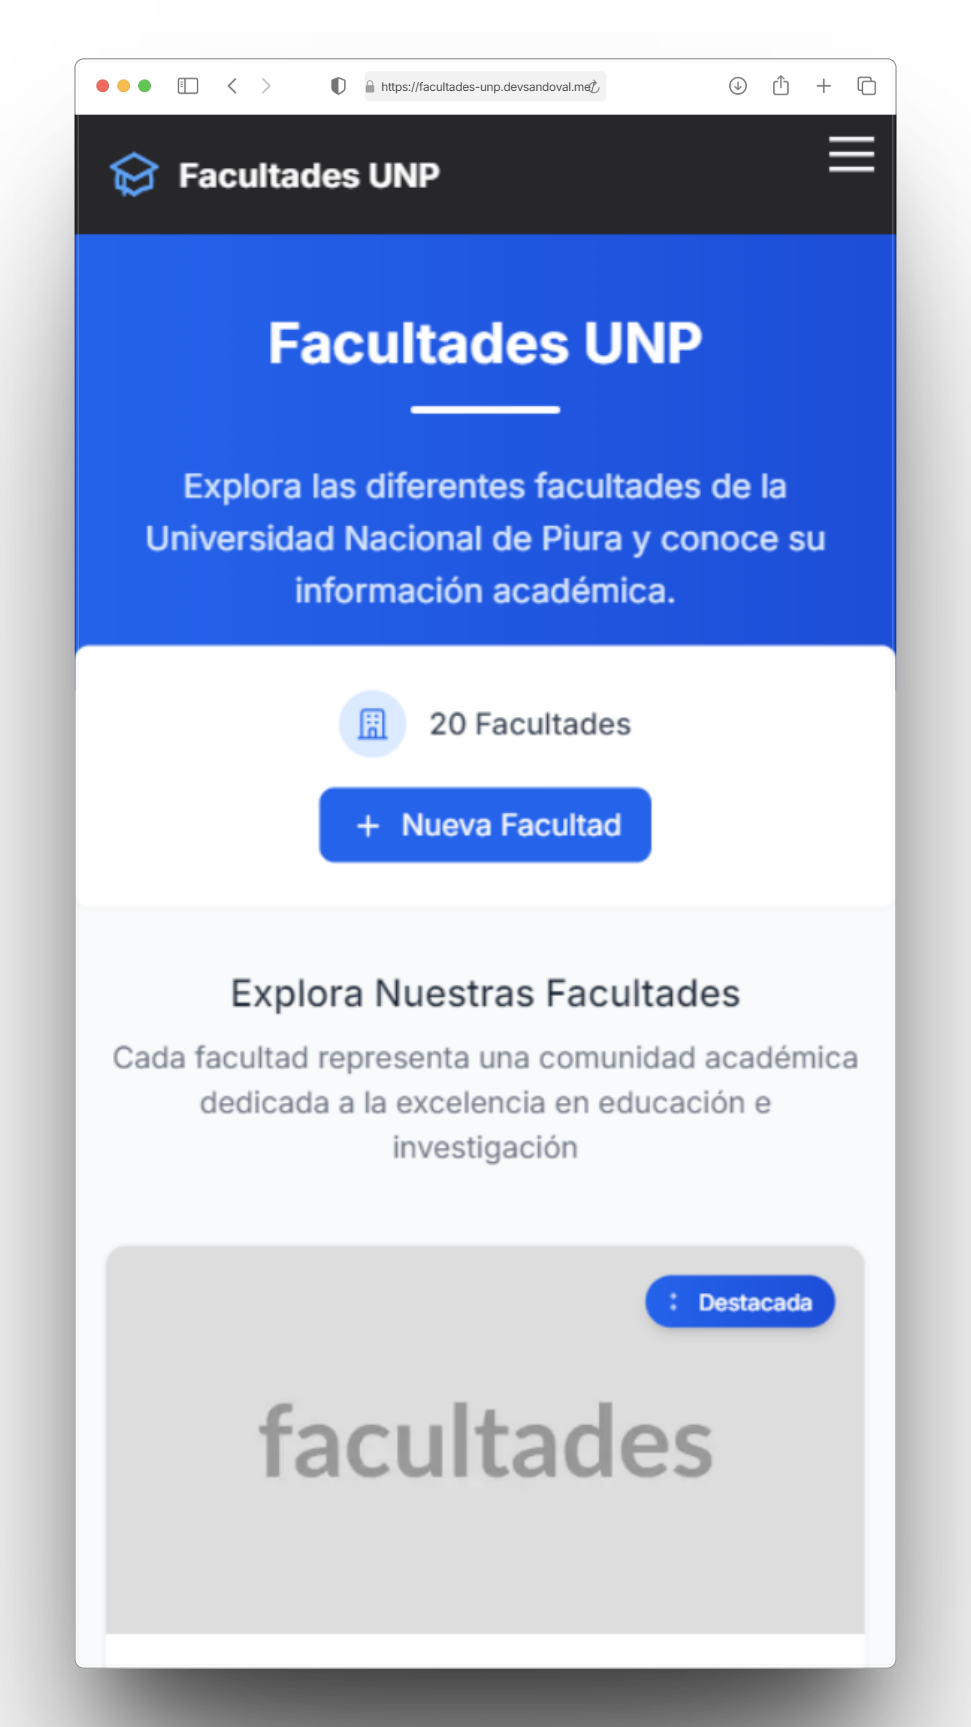 https://facultades-unp.devsandoval.me
Facultades UNP
Facultades UNP
Explora las diferentes facultades de la
Universidad Nacional de Piura y conoce su
información académica.
20 Facultades
+ Nueva Facultad
Explora Nuestras Facultades
Cada facultad representa una comunidad académica
dedicada a la excelencia en educación e
investigación
Destacada
facultades